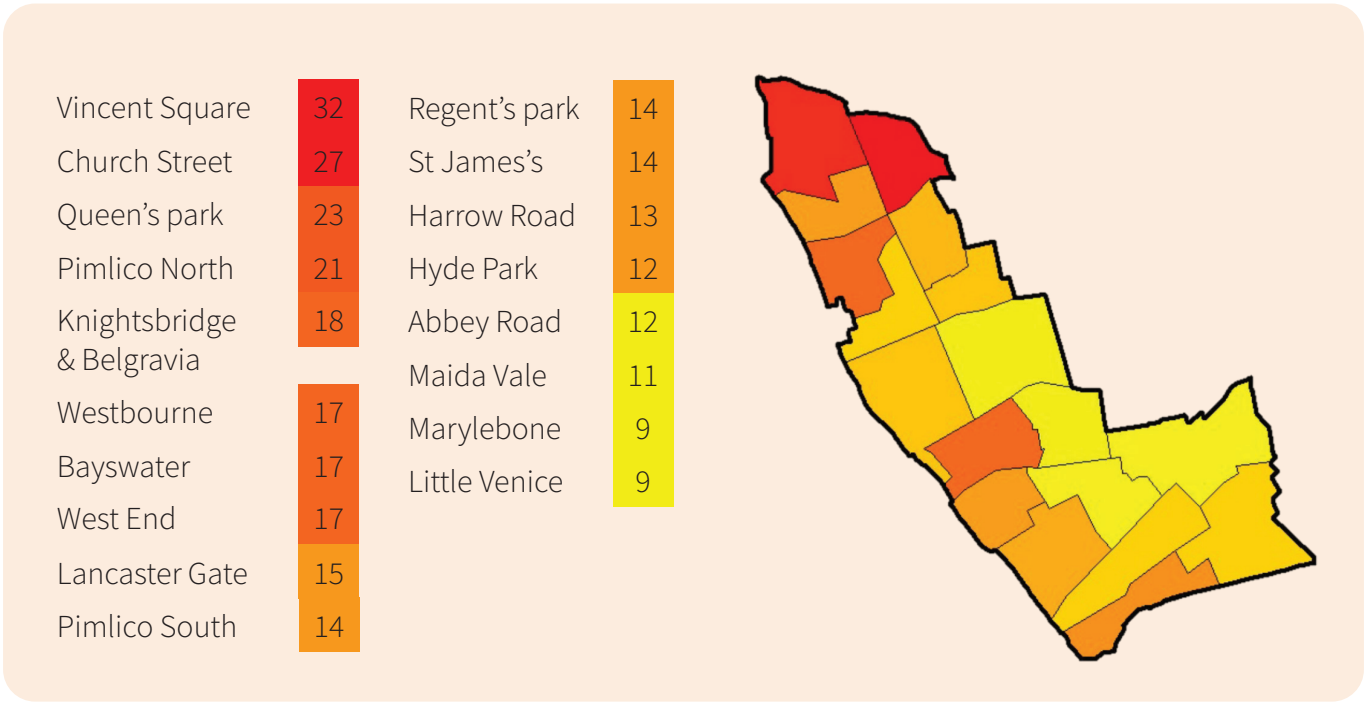 Vincent Square 32
Church Street 27
Queen's park 23
Pimlico North 21
Knightsbridge 18
& Belgravia
Westbourne 17
Bayswater 17
West End 17
Lancaster Gate 15
Pimlico South 14
Regent's park 14
St James's 14
Harrow Road 13
Hyde Park 12
Abbey Road 12
Maida Vale 11
Marylebone 9
Little Venice 9